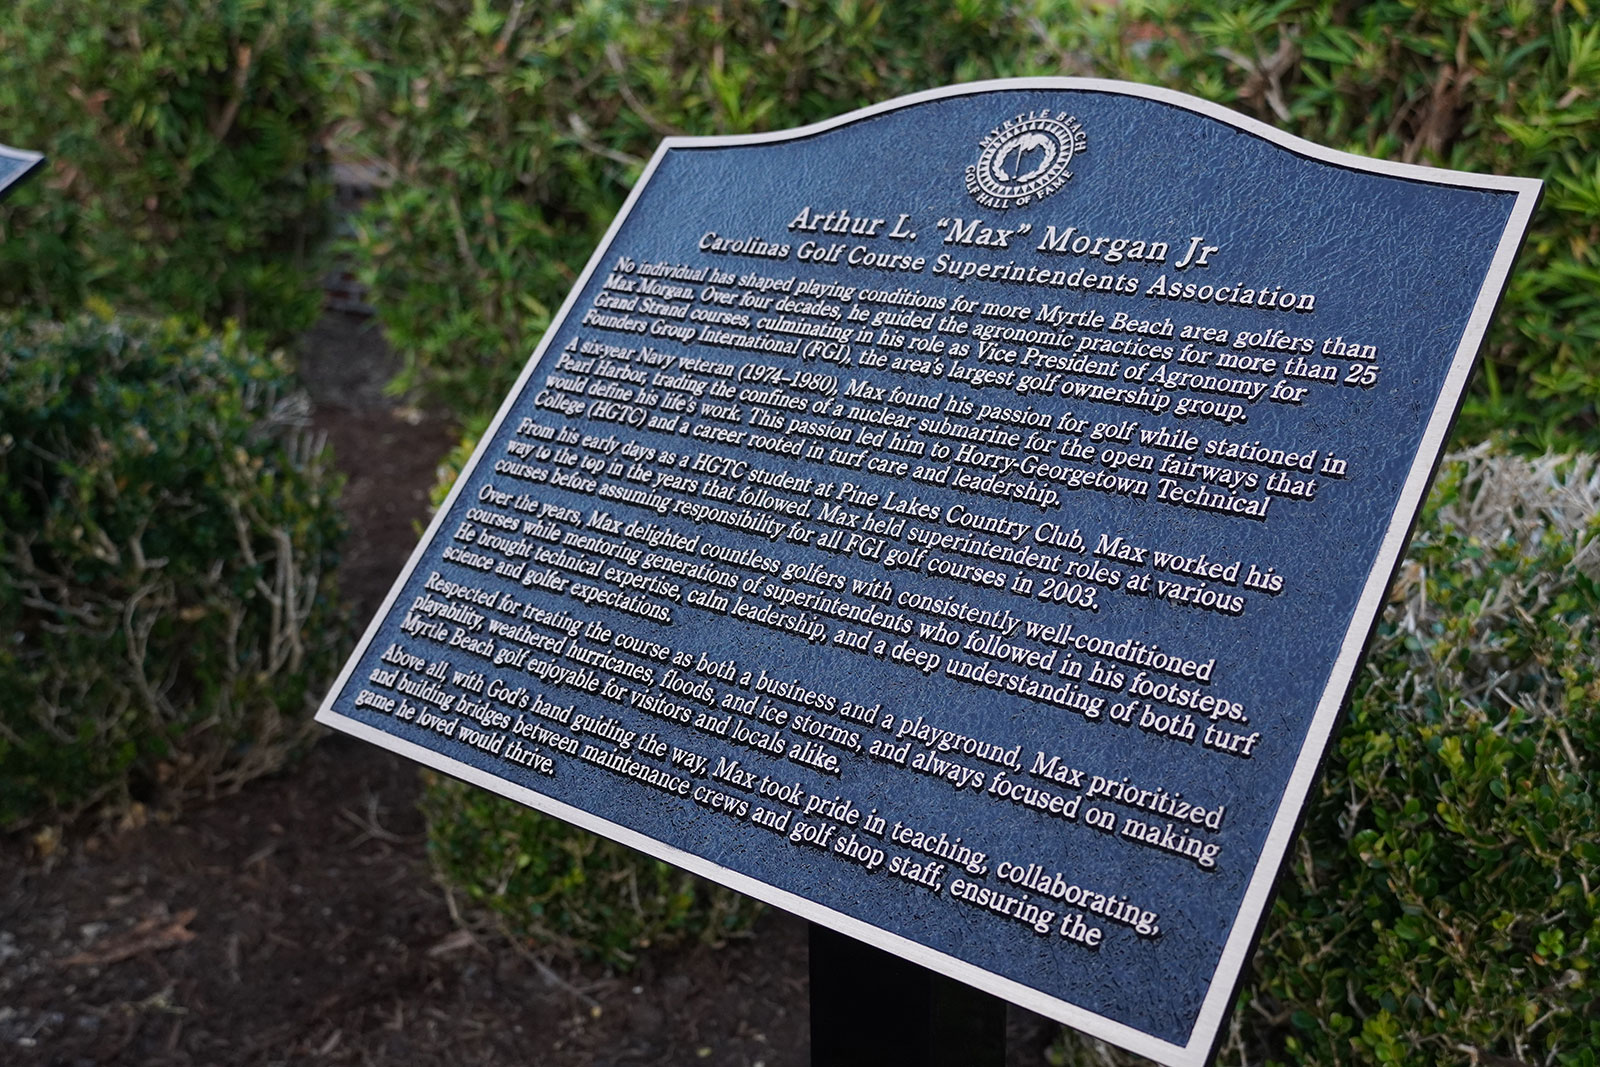 MYRTLE BEACH
GOLF HALL OF FAME
Arthur L. “Max” Morgan Jr
Carolinas Golf Course Superintendents Association
No individual has shaped playing conditions for more Myrtle Beach area golfers than
Max Morgan. Over four decades, he guided the agronomic practices for more than 25
Grand Strand courses, culminating in his role as Vice President of Agronomy for
Founders Group International (FGI), the area's largest golf ownership group.
A six-year Navy veteran (1974–1980), Max found his passion for golf while stationed in
Pearl Harbor, trading the confines of a nuclear submarine for the open fairways that
would define his life's work. This passion led him to Horry-Georgetown Technical
College (HGTC) and a career rooted in turf care and leadership.
From his early days as a HGTC student at Pine Lakes Country Club, Max worked his
way to the top in the years that followed. Max held superintendent roles at various
courses before assuming responsibility for all FGI golf courses in 2003.
Over the years, Max delighted countless golfers with consistently well-conditioned
courses while mentoring generations of superintendents who followed in his footsteps.
He brought technical expertise, calm leadership, and a deep understanding of both turf
science and golfer expectations.
Respected for treating the course as both a business and a playground, Max prioritized
playability, weathered hurricanes, floods, and ice storms, and always focused on making
Myrtle Beach golf enjoyable for visitors and locals alike.
Above all, with God's hand guiding the way, Max took pride in teaching, collaborating,
and building bridges between maintenance crews and golf shop staff, ensuring the
game he loved would thrive.